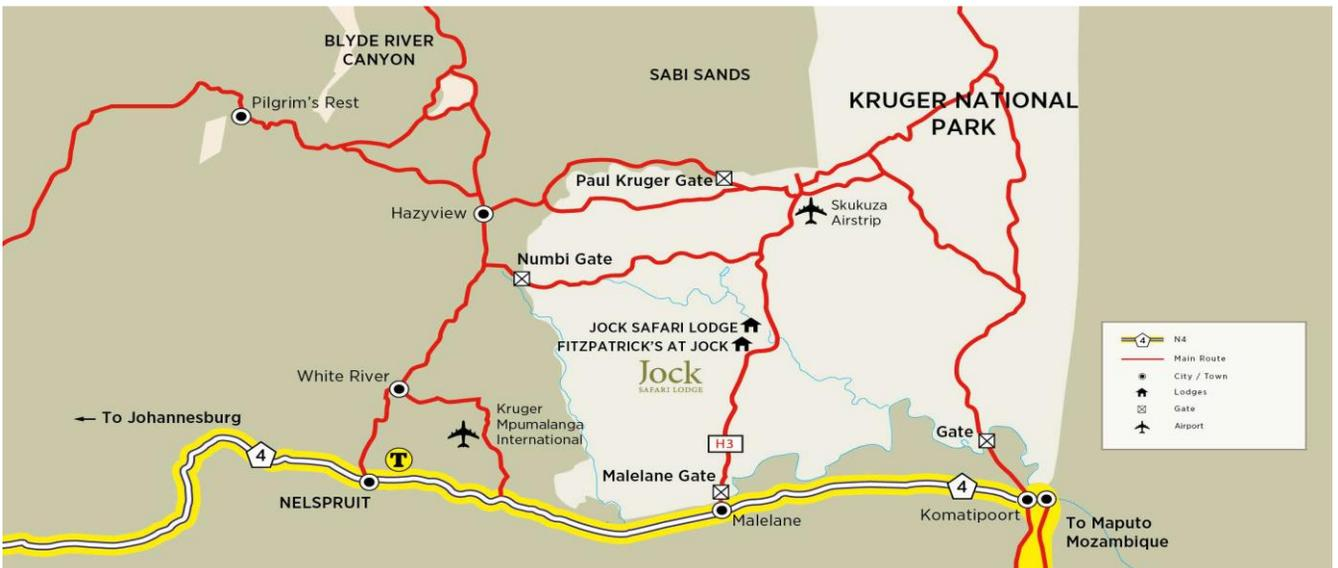 BLYDE RIVER
CANYON
SABI SANDS
Pilgrim's Rest
KRUGER NATIONAL
PARK
Paul Kruger Gate
Hazyview
Skukuza
Airstrip
Numbi Gate
JOCK SAFARI LODGE
FITZPATRICK'S AT JOCK
Jock
SAFARI LODGE
4 N4
Main Route
City / Town
Lodges
Gate
Airport
White River
To Johannesburg
Kruger
Mpumalanga
International
4
T
H3
Gate
Malelane Gate
4
NELSPRUIT
Malelane
Komatipoort
To Maputo
Mozambique